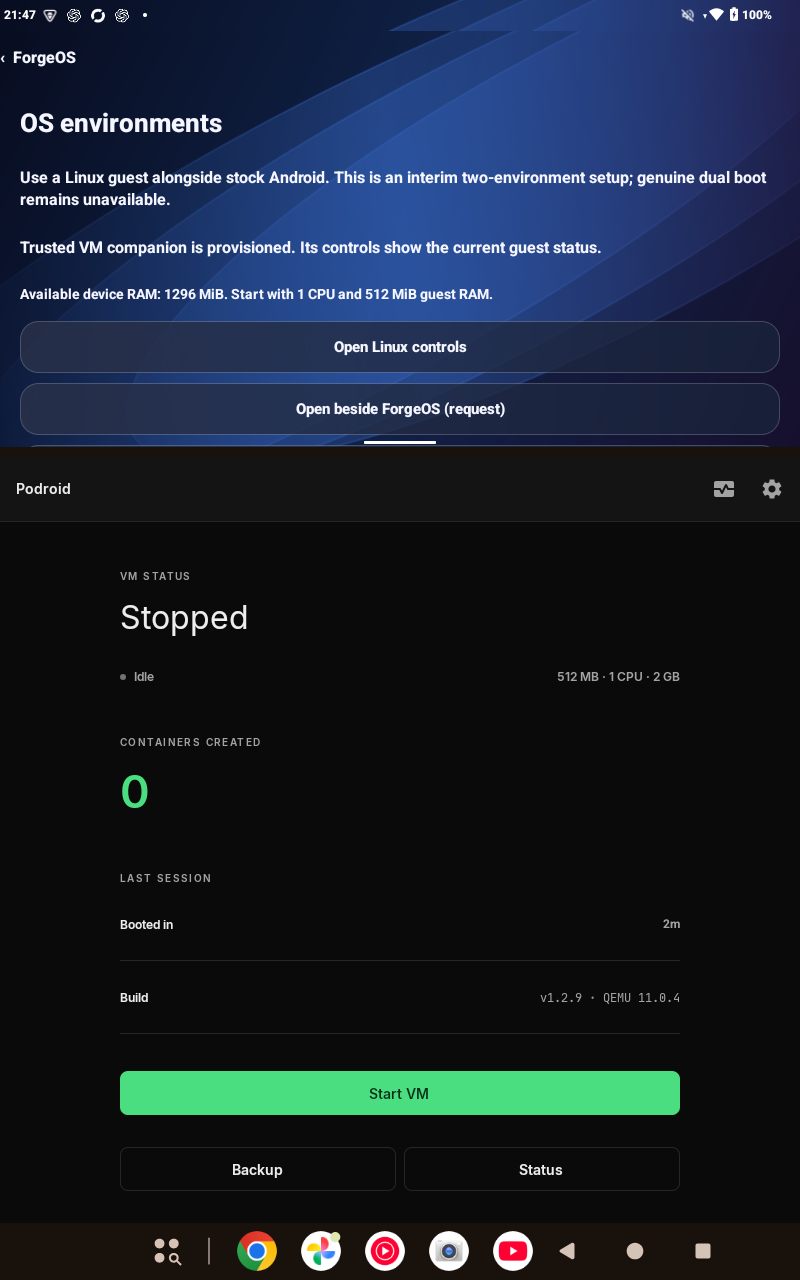 21:47
100%
‹ ForgeOS
OS environments
Use a Linux guest alongside stock Android. This is an interim two-environment setup; genuine dual boot
remains unavailable.
Trusted VM companion is provisioned. Its controls show the current guest status.
Available device RAM: 1296 MiB. Start with 1 CPU and 512 MiB guest RAM.
Open Linux controls
Open beside ForgeOS (request)
Podroid
VM STATUS
Stopped
Idle
512 MB · 1 CPU · 2 GB
CONTAINERS CREATED
0
LAST SESSION
Booted in
2m
Build
v1.2.9 · QEMU 11.0.4
Start VM
Backup
Status